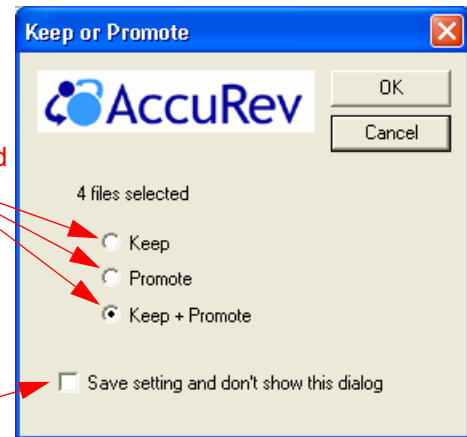 Keep or Promote
AccuRev
OK
Cancel
d
4 files selected
Keep
Promote
Keep + Promote
Save setting and don't show this dialog